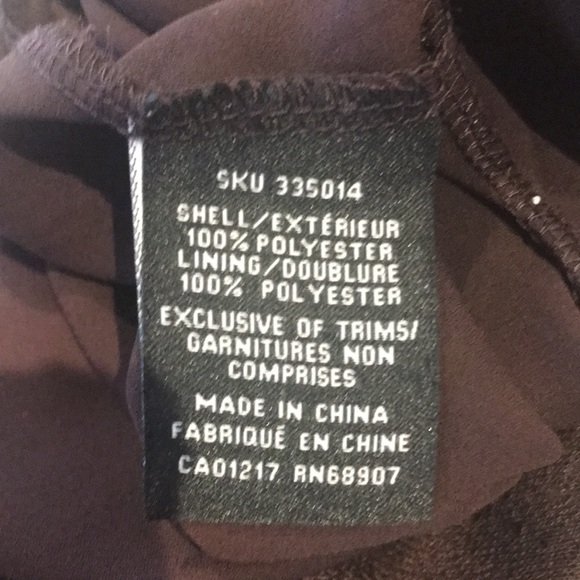 SKU 335014
SHELL/EXTÉRIEUR
100% POLYESTER
LINING/DOUBLURE
100% POLYESTER
EXCLUSIVE OF TRIMS/
GARNITURES NON
COMPRISES
MADE IN CHINA
FABRIQUÉ EN CHINE
CA01217 RN68907